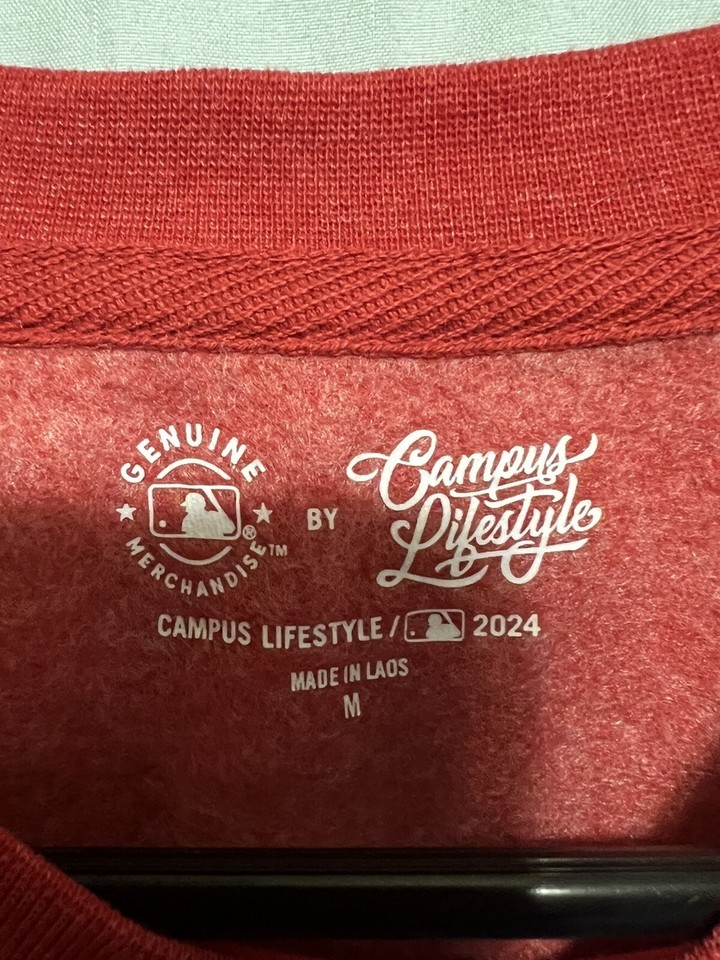 GENUINE
MERCHANDISE™
®
BY
Campus
Lifestyle
CAMPUS LIFESTYLE / 2024
MADE IN LAOS
M